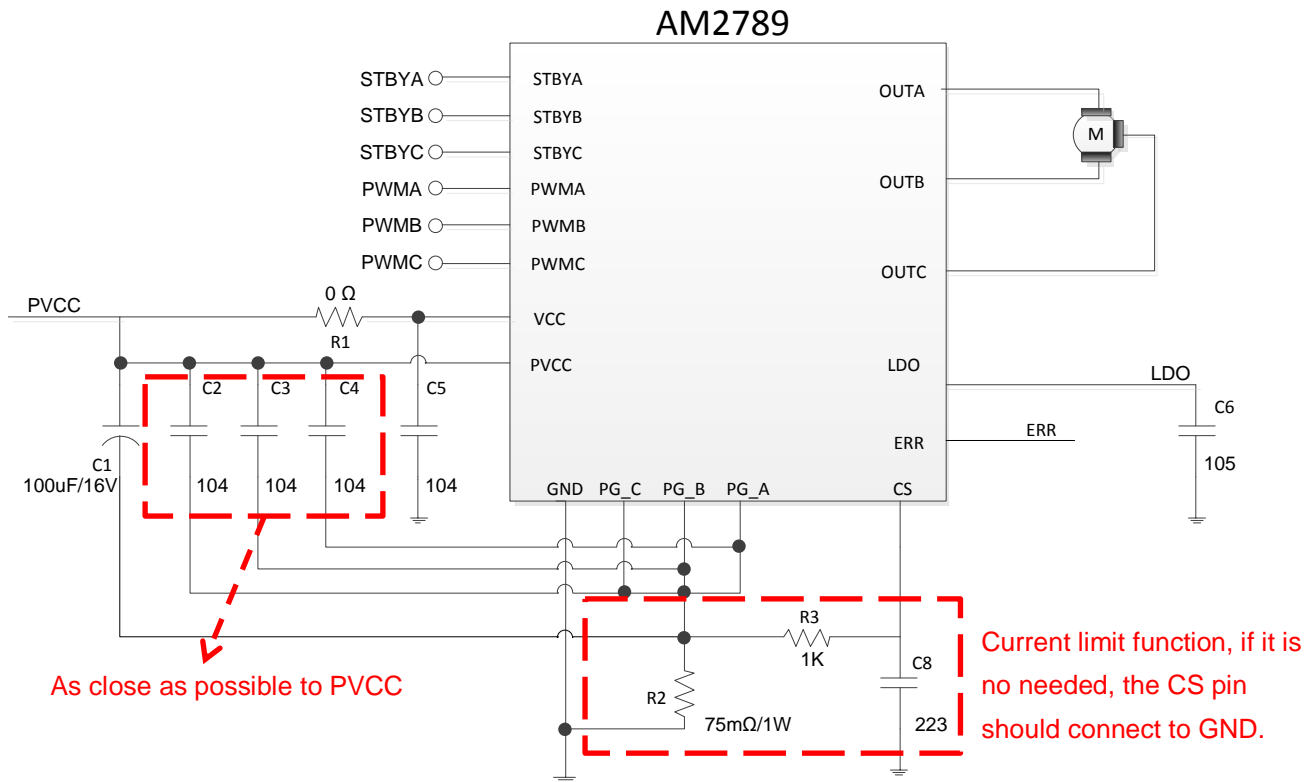 AM2789
STBYA
STBYA
OUTA
STBYB
STBYB
M
STBYC
STBYC
PWMA
PWMA
OUTB
PWMB
PWMB
PWMC
PWMC
OUTC
0 Ω
PVCC
VCC
R1
PVCC
LDO
LDO
C2
C3
C4
C5
C6
ERR
ERR
C1
100uF/16V
104
104
104
104
105
GND
PG_C
PG_B
PG_A
CS
R3
1K
C8
R2
75mΩ/1W
223
As close as possible to PVCC
Current limit function, if it is
no needed, the CS pin
should connect to GND.